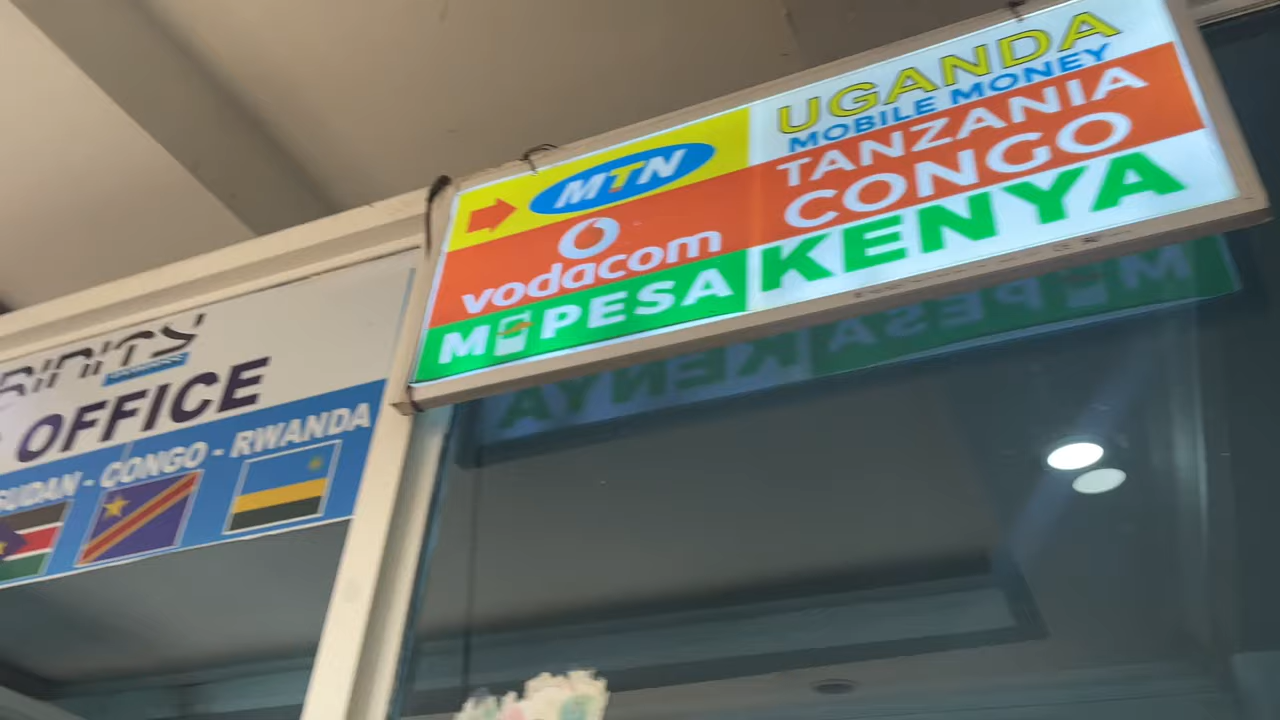 OFFICE
SUDAN - CONGO - RWANDA
MTN
UGANDA
MOBILE MONEY
vodacom
TANZANIA
CONGO
M PESA
KENYA